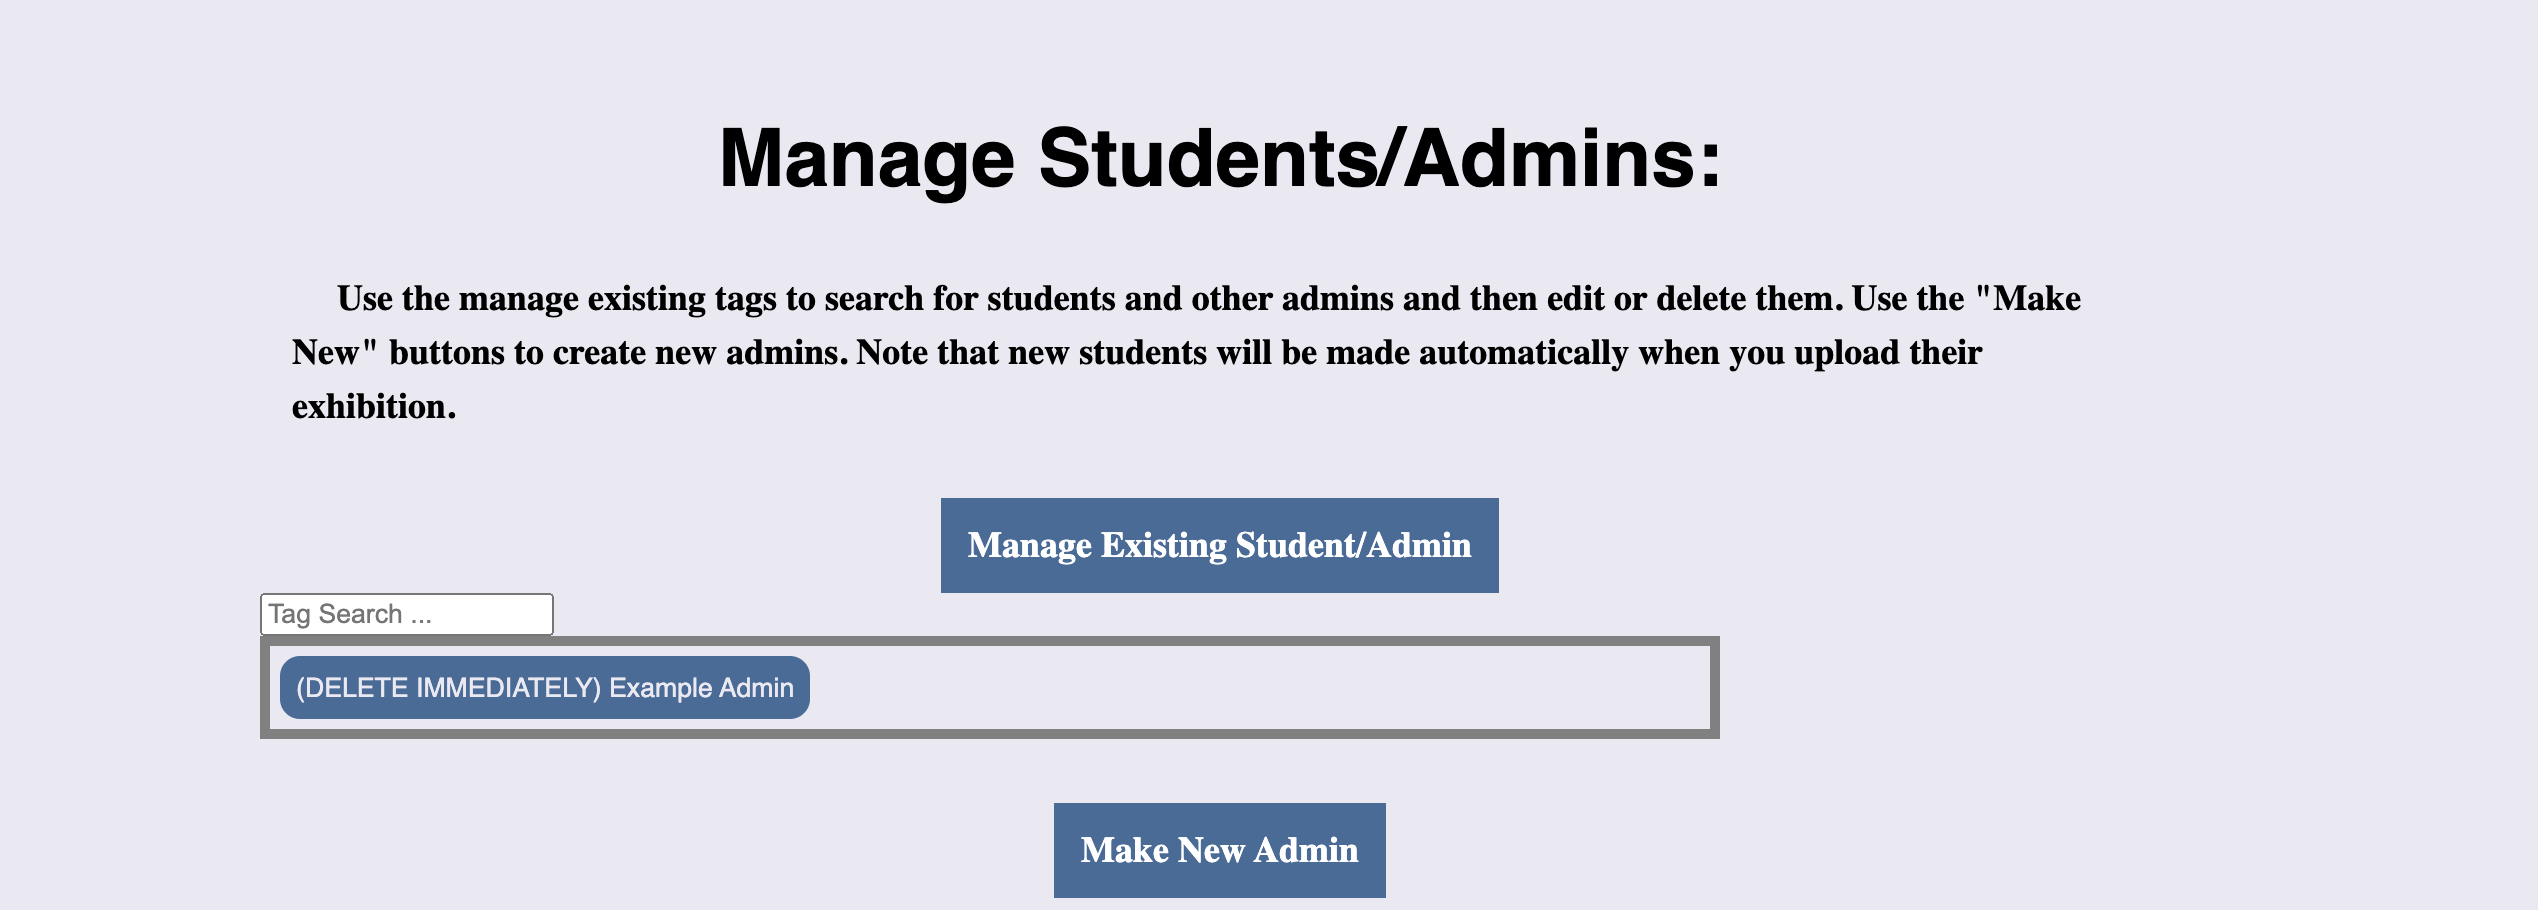 Manage Students/Admins:
Use the manage existing tags to search for students and other admins and then edit or delete them. Use the "Make
New" buttons to create new admins. Note that new students will be made automatically when you upload their
exhibition.
Manage Existing Student/Admin
Tag Search ...
(DELETE IMMEDIATELY) Example Admin
Make New Admin